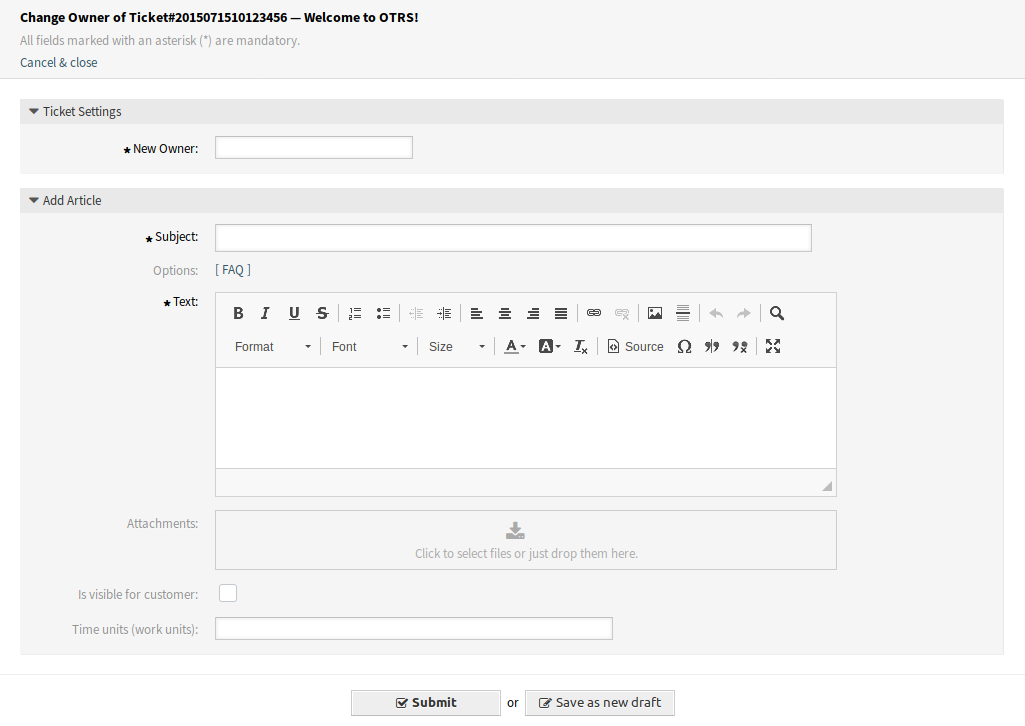 Change Owner of Ticket#2015071510123456 — Welcome to OTRS!
All fields marked with an asterisk (*) are mandatory.
Cancel & close
Ticket Settings
★ New Owner:
Add Article
★ Subject:
Options: [ FAQ ]
★ Text:
B I U S
Format Font Size A A Tx Source Ω
Attachments:
Click to select files or just drop them here.
Is visible for customer:
Time units (work units):
Submit or Save as new draft